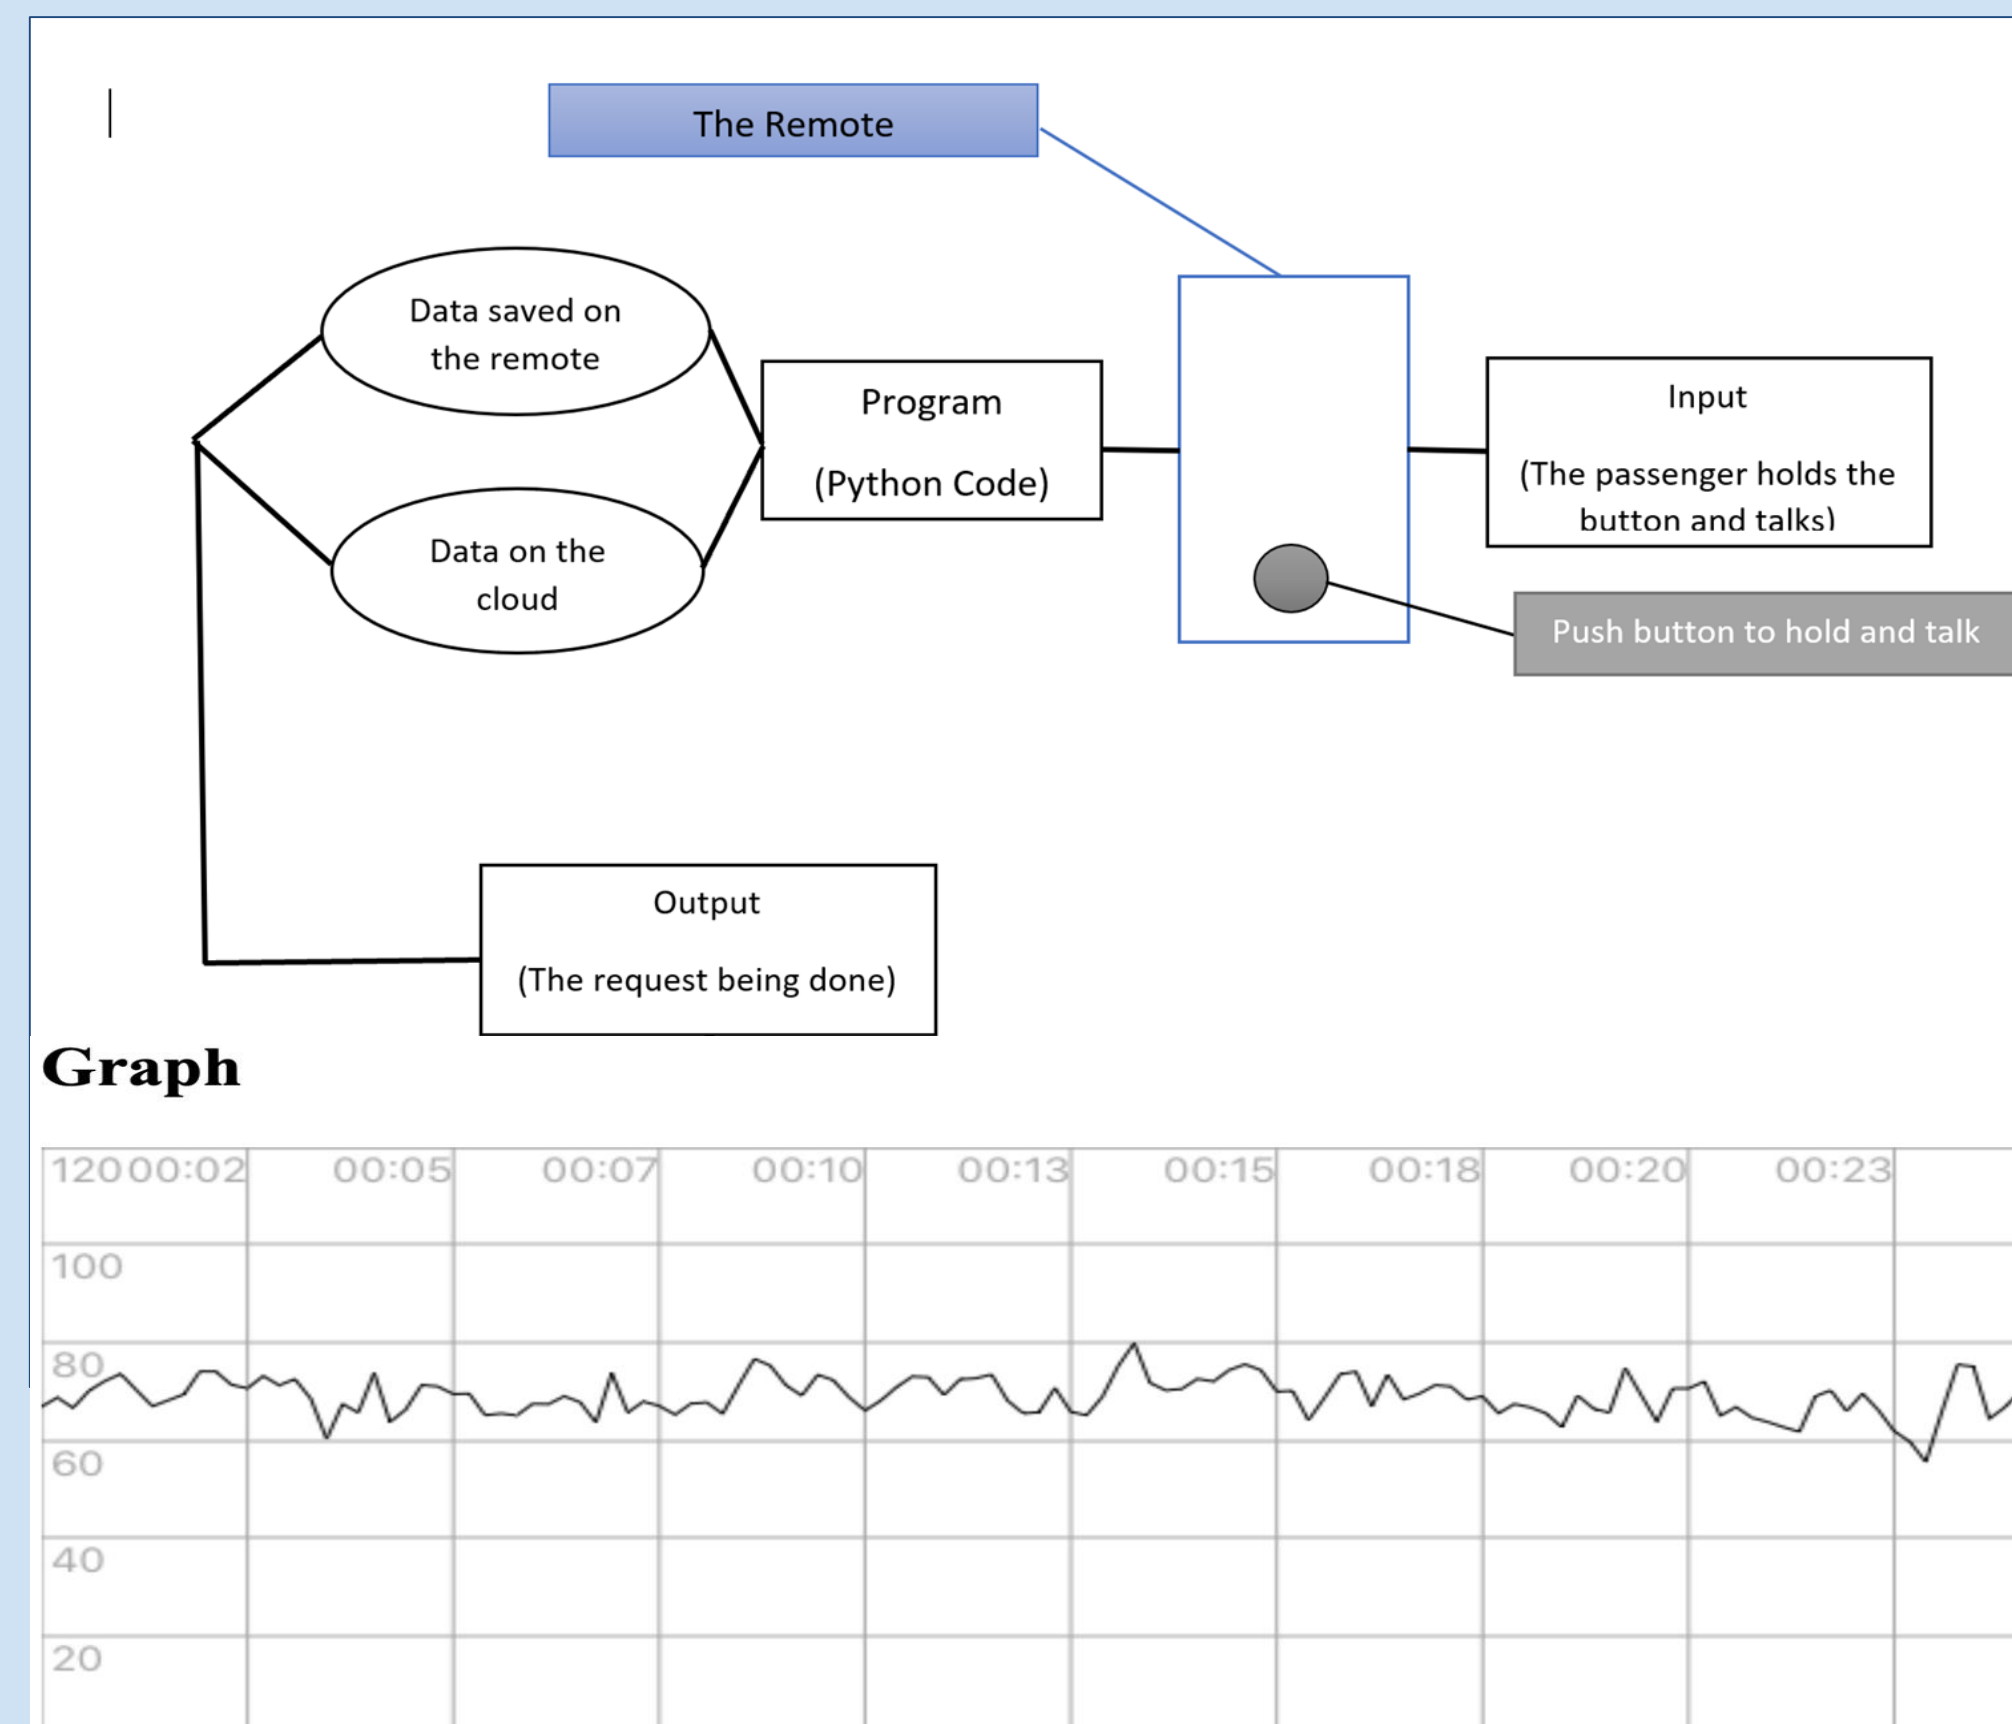 The Remote
Data saved on
the remote
Program
(Python Code)
Input
(The passenger holds the
button and talks)
Data on the
cloud
Push button to hold and talk
Output
(The request being done)
Graph
120 00:02 00:05 00:07 00:10 00:13 00:15 00:18 00:20 00:23
100
80
60
40
20